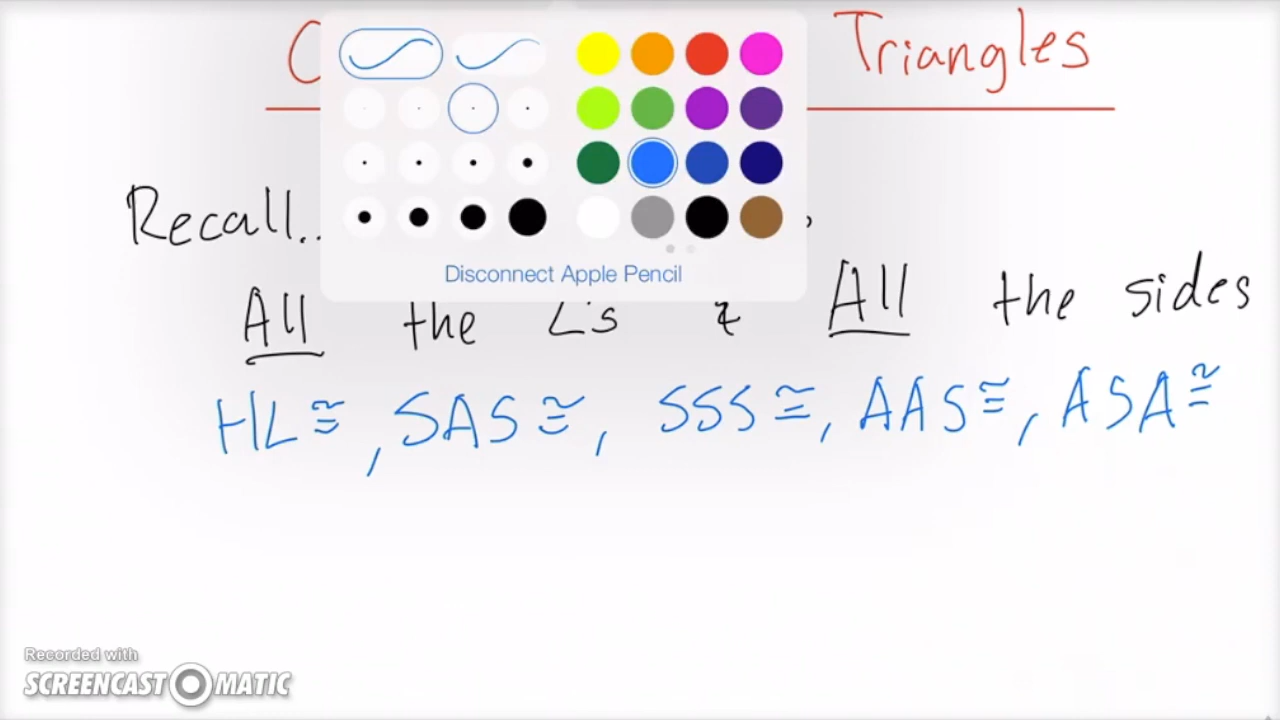 Triangles
Recall..
Disconnect Apple Pencil
All the ∠'s & All the sides
HL≅, SAS≅, SSS≅, AAS≅, ASA≅
Recorded with
SCREENCAST MATIC